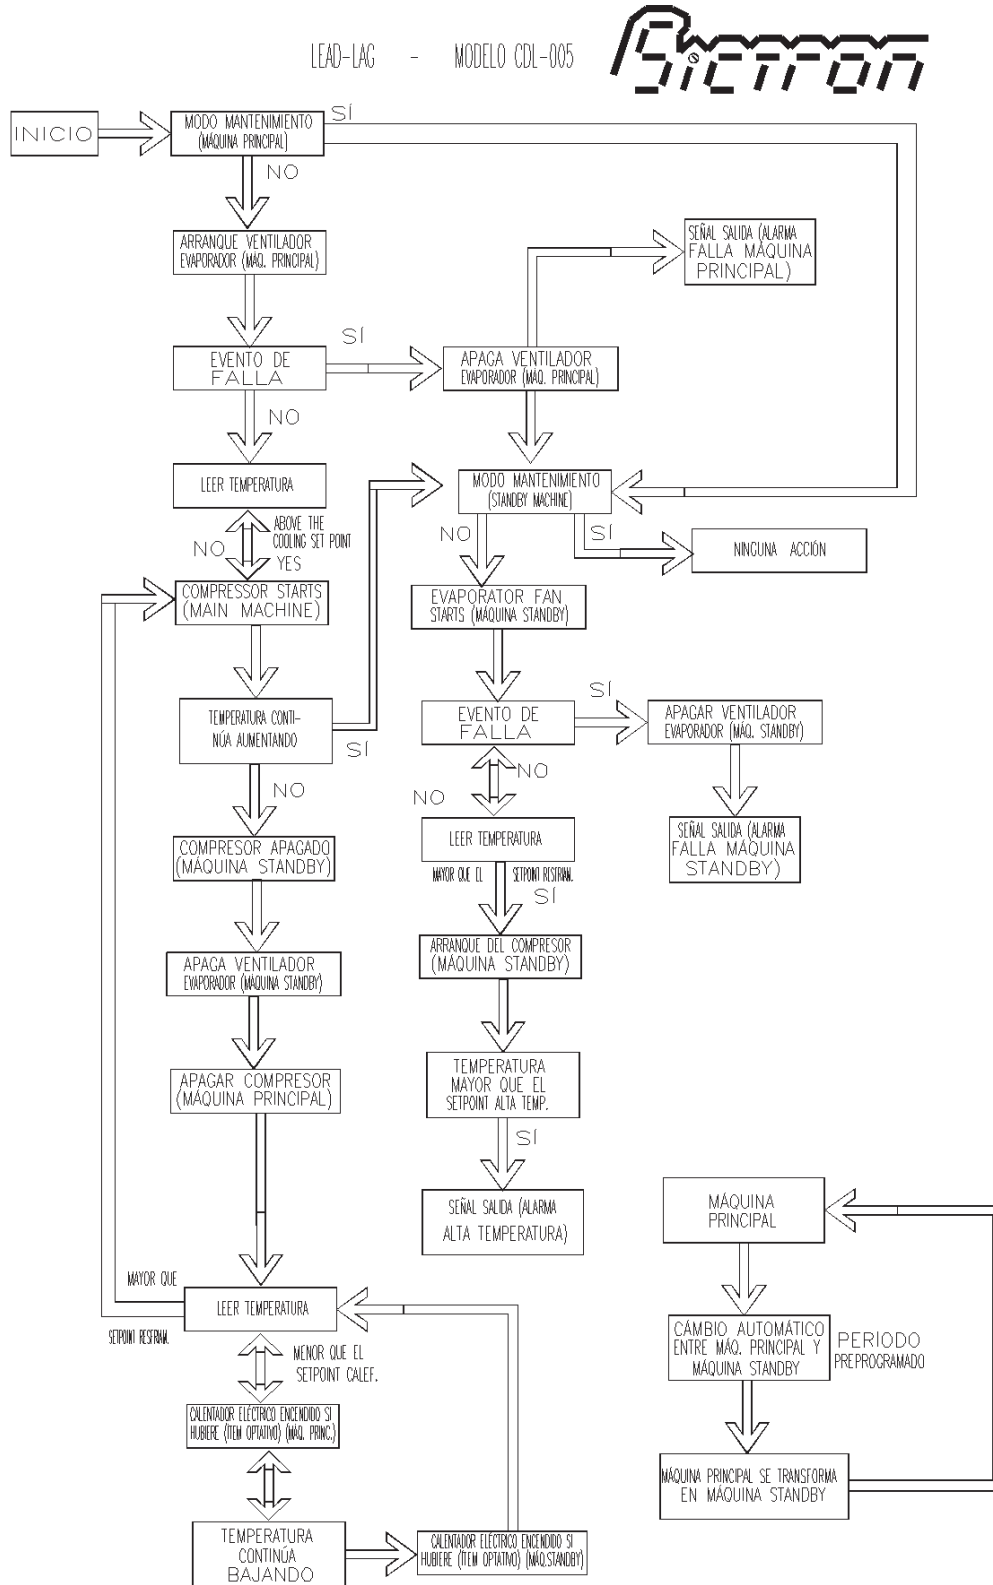 LEAD-LAG - MODELO CDL-005
Sictron
INICIO
MODO MANTENIMIENTO
(MÁQUINA PRINCIPAL)
SÍ
NO
ARRANQUE VENTILADOR
EVAPORADOR (MÁQ. PRINCIPAL)
SEÑAL SALIDA (ALARMA
FALLA MÁQUINA
PRINCIPAL)
EVENTO DE
FALLA
SÍ
APAGA VENTILADOR
EVAPORADOR (MÁQ. PRINCIPAL)
NO
LEER TEMPERATURA
MODO MANTENIMIENTO
(STANDBY MACHINE)
ABOVE THE
COOLING SET POINT
NO
YES
NO
SÍ
NINGUNA ACCIÓN
COMPRESSOR STARTS
(MAIN MACHINE)
EVAPORATOR FAN
STARTS (MÁQUINA STANDBY)
TEMPERATURA CONTI-
NÚA AUMENTANDO
SÍ
EVENTO DE
FALLA
SÍ
APAGAR VENTILADOR
EVAPORADOR (MÁQ. STANDBY)
NO
NO
NO
COMPRESOR APAGADO
(MÁQUINA STANDBY)
LEER TEMPERATURA
SEÑAL SALIDA (ALARMA
FALLA MÁQUINA
STANDBY)
MAYOR QUE EL SETPOINT RESFRIAM.
SÍ
APAGA VENTILADOR
EVAPORADOR (MÁQUINA STANDBY)
ARRANQUE DEL COMPRESOR
(MÁQUINA STANDBY)
APAGAR COMPRESOR
(MÁQUINA PRINCIPAL)
TEMPERATURA
MAYOR QUE EL
SETPOINT ALTA TEMP.
SÍ
SEÑAL SALIDA (ALARMA
ALTA TEMPERATURA)
MÁQUINA
PRINCIPAL
MAYOR QUE
SETPOINT RESFRIAM.
LEER TEMPERATURA
CÁMBIO AUTOMÁTICO
ENTRE MÁQ. PRINCIPAL Y
MÁQUINA STANDBY
PERIODO
PREPROGRAMADO
MENOR QUE EL
SETPOINT CALEF.
CALENTADOR ELÉCTRICO ENCENDIDO SI
HUBIERE (ÍTEM OPTATIVO) (MÁQ. PRINC.)
MÁQUINA PRINCIPAL SE TRANSFORMA
EN MÁQUINA STANDBY
TEMPERATURA
CONTINÚA
BAJANDO
CALENTADOR ELÉCTRICO ENCENDIDO SI
HUBIERE (ÍTEM OPTATIVO) (MÁQ.STANDBY)